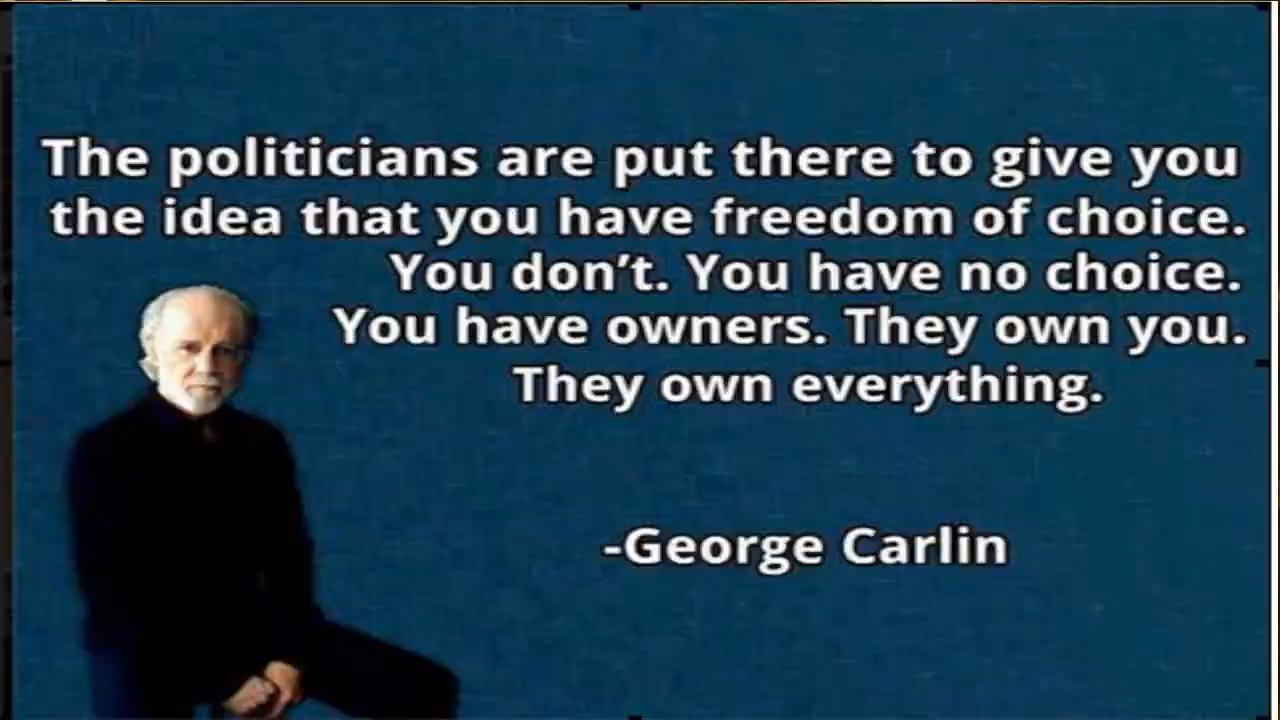 The politicians are put there to give you
the idea that you have freedom of choice.
You don’t. You have no choice.
You have owners. They own you.
They own everything.
-George Carlin